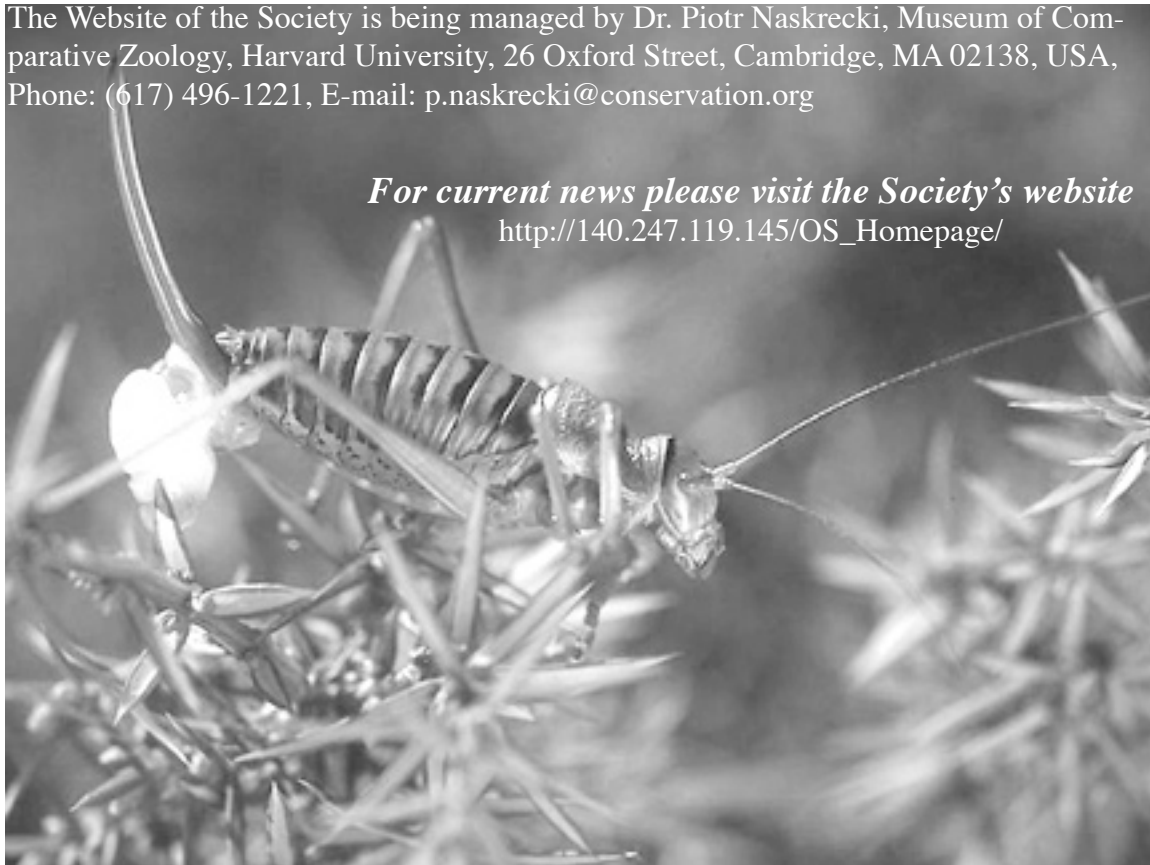 The Website of the Society is being managed by Dr. Piotr Naskrecki, Museum of Com-
parative Zoology, Harvard University, 26 Oxford Street, Cambridge, MA 02138, USA,
Phone: (617) 496-1221, E-mail: p.naskrecki@conservation.org
For current news please visit the Society’s website
http://140.247.119.145/OS_Homepage/